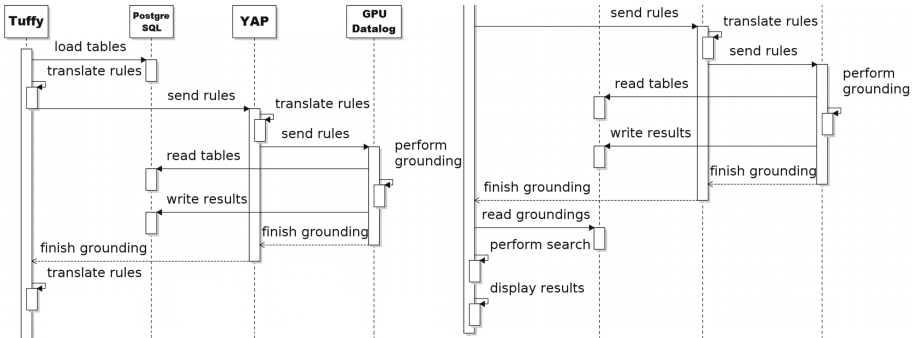 Tuffy
Postgre
SQL
YAP
GPU
Datalog
load tables
translate rules
send rules
translate rules
send rules
perform
grounding
read tables
write results
finish grounding
finish grounding
translate rules
send rules
translate rules
send rules
perform
grounding
read tables
write results
finish grounding
finish grounding
read groundings
perform search
display results